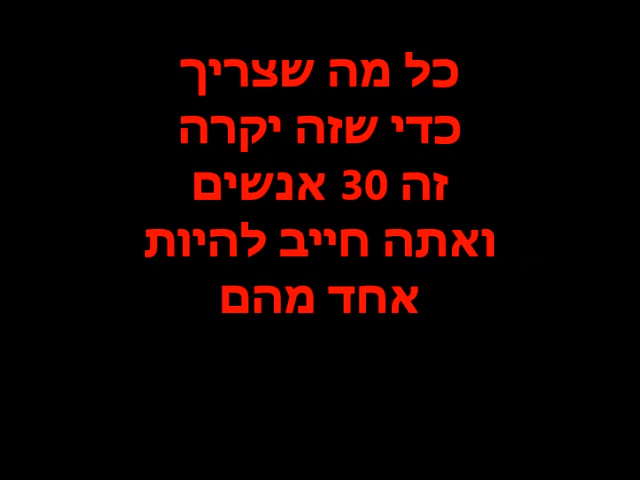 כל מה שצריך
כדי שזה יקרה
זה 30 אנשים
ואתה חייב להיות
אחד מהם